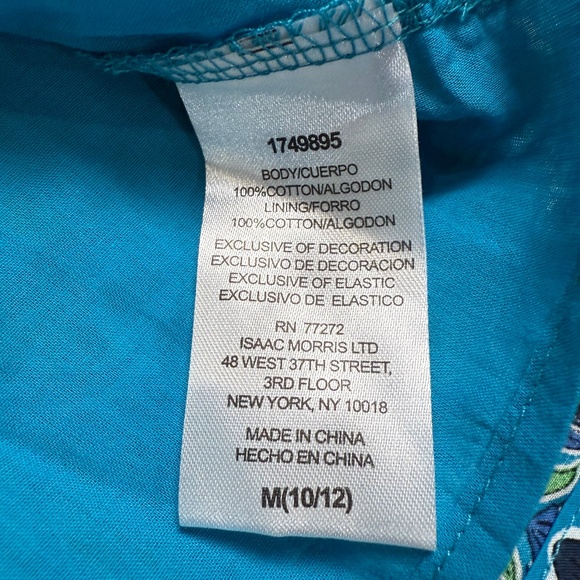 1749895
BODY/CUERPO
100%COTTON/ALGODON
LINING/FORRO
100%COTTON/ALGODON
EXCLUSIVE OF DECORATION
EXCLUSIVO DE DECORACION
EXCLUSIVE OF ELASTIC
EXCLUSIVO DE ELASTICO
RN 77272
ISAAC MORRIS LTD
48 WEST 37TH STREET,
3RD FLOOR
NEW YORK, NY 10018
MADE IN CHINA
HECHO EN CHINA
M(10/12)